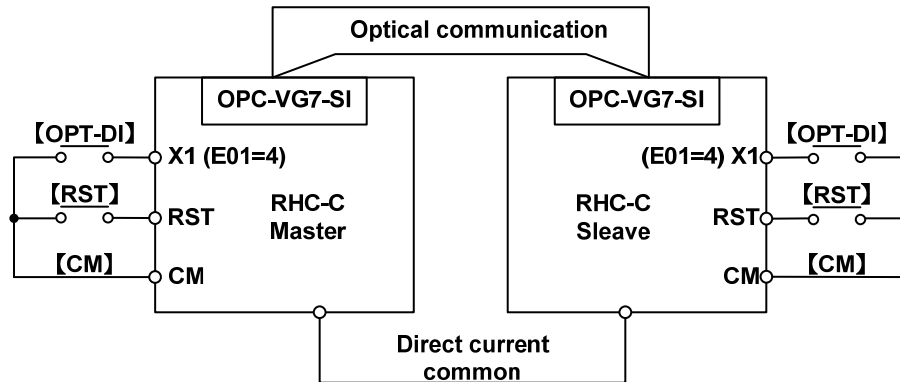 Optical communication
OPC-VG7-SI
OPC-VG7-SI
【OPT-DI】
X1 (E01=4)
(E01=4) X1
【OPT-DI】
【RST】
RST
RHC-C
Master
RHC-C
Sleave
RST
【RST】
【CM】
CM
CM
【CM】
Direct current
common